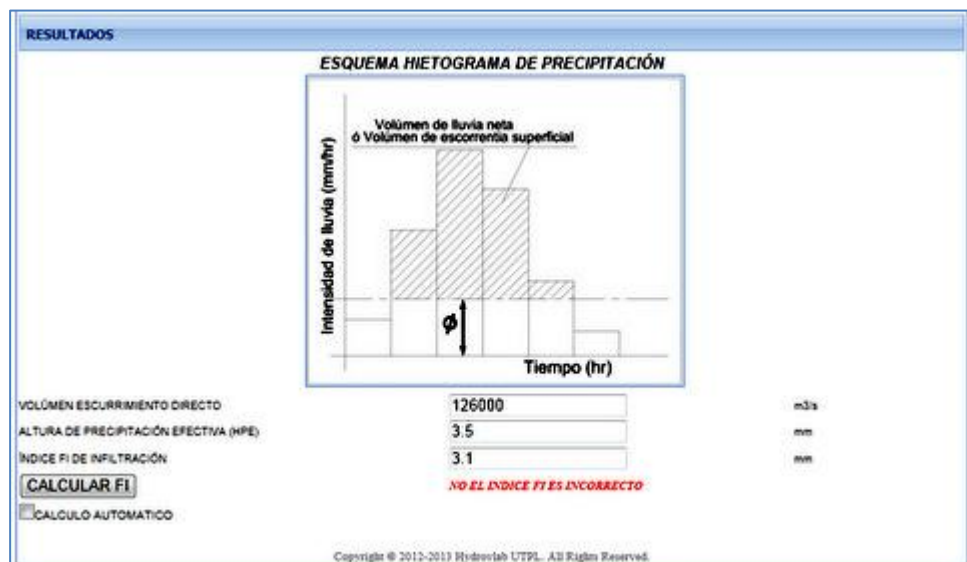 RESULTADOS
ESQUEMA HIETOGRAMA DE PRECIPITACIÓN
Volúmen de lluvia neta
ó Volúmen de escorrentia superficial
Intensidad de lluvia (mm/hr)
ø
Tiempo (hr)
VOLÚMEN ESCURRIMIENTO DIRECTO 126000 m3/s
ALTURA DE PRECIPITACIÓN EFECTIVA (HPE) 3.5 mm
ÍNDICE FI DE INFILTRACIÓN 3.1 mm
CALCULAR FI NO EL INDICE FI ES INCORRECTO
CALCULO AUTOMATICO
Copyright © 2012-2013 Hydrovlab UTPL. All Rights Reserved.